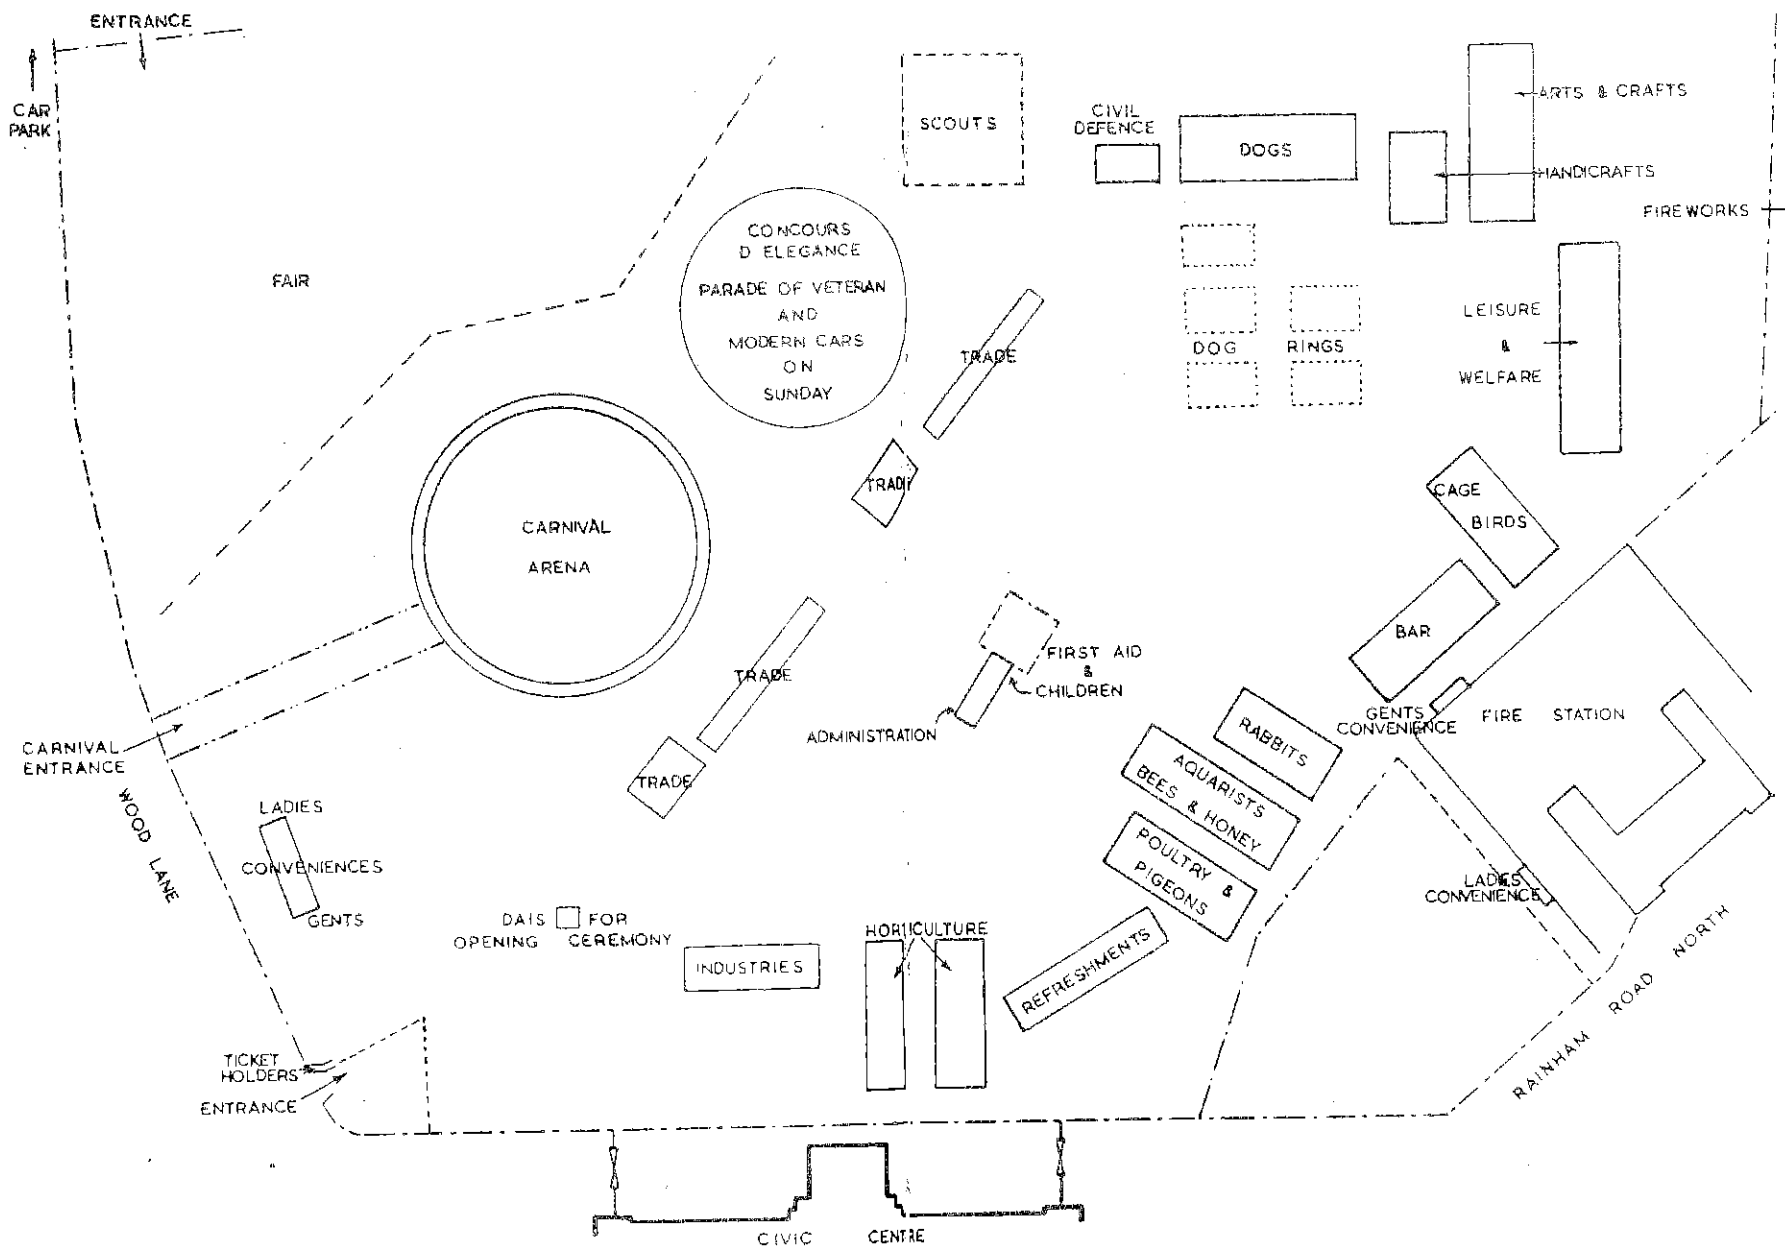 ENTRANCE
CAR
PARK
SCOUTS
CIVIL
DEFENCE
DOGS
ARTS & CRAFTS
HANDICRAFTS
FIREWORKS
FAIR
CONCOURS
D ELEGANCE
PARADE OF VETERAN
AND
MODERN CARS
ON
SUNDAY
TRADE
DOG RINGS
LEISURE
&
WELFARE
TRADE
CARNIVAL
ARENA
CAGE
BIRDS
BAR
FIRST AID
&
CHILDREN
TRADE
ADMINISTRATION
TRADE
RABBITS
AQUARISTS
BEES & HONEY
POULTRY &
PIGEONS
REFRESHMENTS
GENTS
CONVENIENCE
FIRE STATION
LADIES
CONVENIENCE
CARNIVAL
ENTRANCE
WOOD LANE
LADIES
CONVENIENCES
GENTS
DAIS FOR
OPENING CEREMONY
INDUSTRIES
HORTICULTURE
TICKET
HOLDERS
ENTRANCE
RAINHAM ROAD NORTH
CIVIC CENTRE